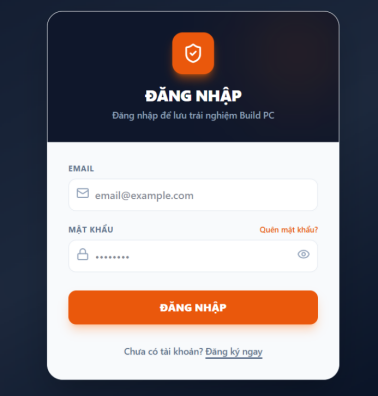 ĐĂNG NHẬP
Đăng nhập để lưu trải nghiệm Build PC
EMAIL
email@example.com
MẬT KHẨU Quên mật khẩu?
••••••••
ĐĂNG NHẬP
Chưa có tài khoản? Đăng ký ngay